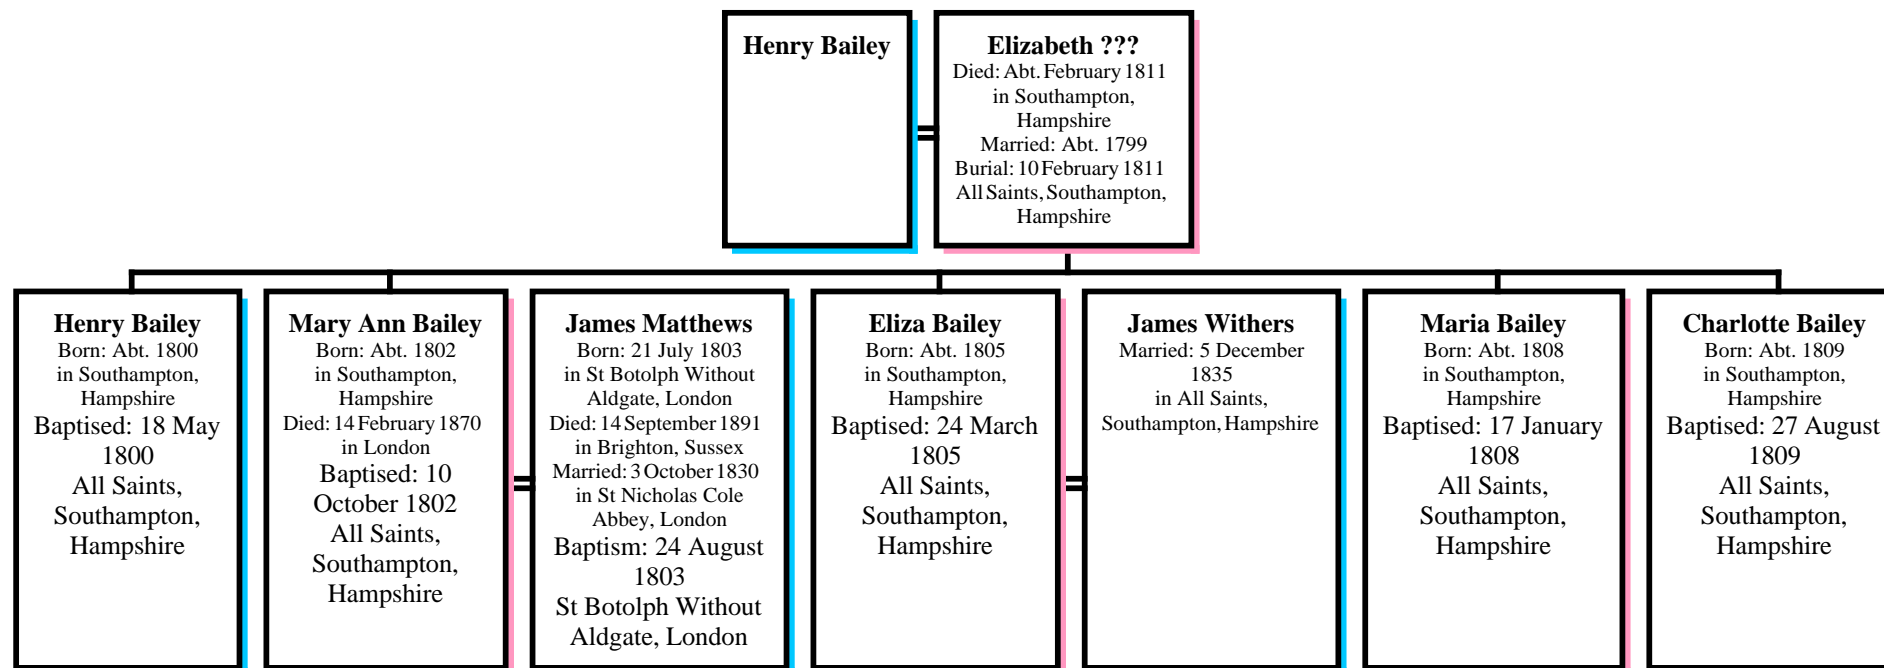 Henry Bailey
Elizabeth ???
Died: Abt. February 1811
in Southampton,
Hampshire
Married: Abt. 1799
Burial: 10 February 1811
All Saints, Southampton,
Hampshire
Henry Bailey
Born: Abt. 1800
in Southampton,
Hampshire
Baptised: 18 May
1800
All Saints,
Southampton,
Hampshire
Mary Ann Bailey
Born: Abt. 1802
in Southampton,
Hampshire
Died: 14 February 1870
in London
Baptised: 10
October 1802
All Saints,
Southampton,
Hampshire
James Matthews
Born: 21 July 1803
in St Botolph Without
Aldgate, London
Died: 14 September 1891
in Brighton, Sussex
Married: 3 October 1830
in St Nicholas Cole
Abbey, London
Baptism: 24 August
1803
St Botolph Without
Aldgate, London
Eliza Bailey
Born: Abt. 1805
in Southampton,
Hampshire
Baptised: 24 March
1805
All Saints,
Southampton,
Hampshire
James Withers
Married: 5 December
1835
in All Saints,
Southampton, Hampshire
Maria Bailey
Born: Abt. 1808
in Southampton,
Hampshire
Baptised: 17 January
1808
All Saints,
Southampton,
Hampshire
Charlotte Bailey
Born: Abt. 1809
in Southampton,
Hampshire
Baptised: 27 August
1809
All Saints,
Southampton,
Hampshire